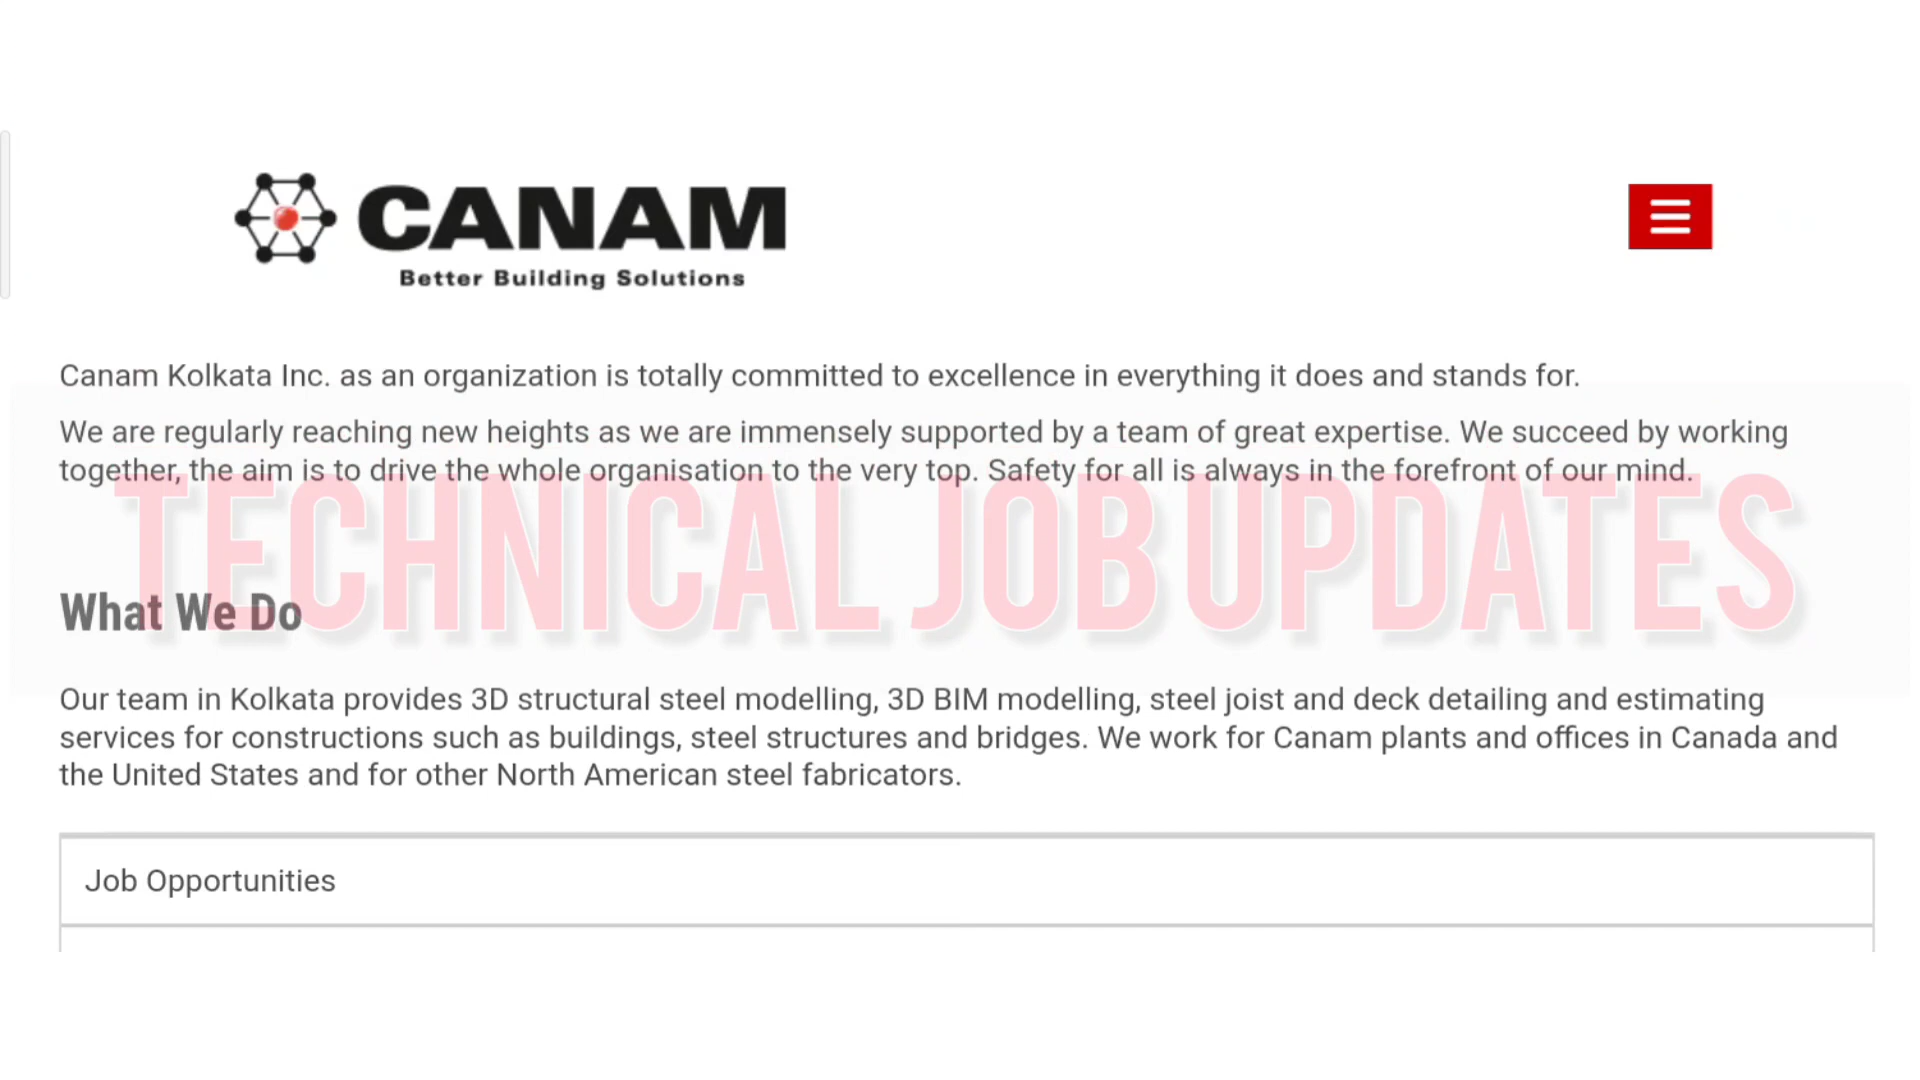 CANAM
Better Building Solutions
Canam Kolkata Inc. as an organization is totally committed to excellence in everything it does and stands for.
We are regularly reaching new heights as we are immensely supported by a team of great expertise. We succeed by working
together, the aim is to drive the whole organisation to the very top. Safety for all is always in the forefront of our mind.
TECHNICAL JOB UPDATES
What We Do
Our team in Kolkata provides 3D structural steel modelling, 3D BIM modelling, steel joist and deck detailing and estimating
services for constructions such as buildings, steel structures and bridges. We work for Canam plants and offices in Canada and
the United States and for other North American steel fabricators.
Job Opportunities